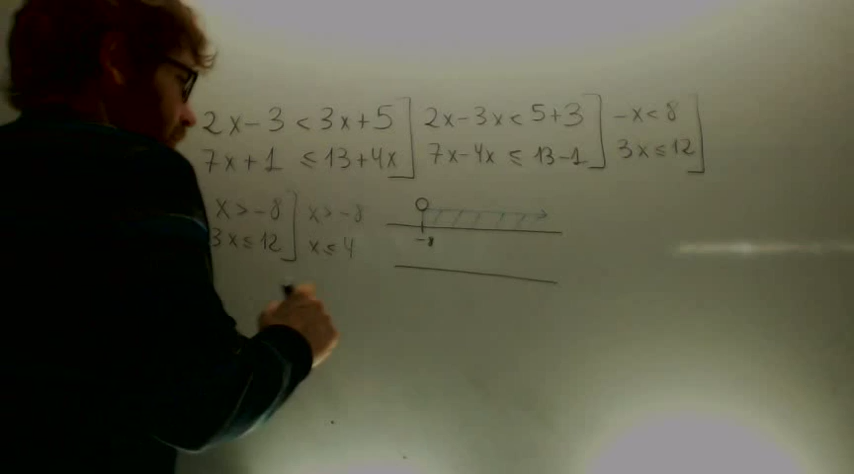 2x-3 < 3x+5] 2x-3x < 5+3] -x < 8]
7x+1 ≤ 13+4x] 7x-4x ≤ 13-1] 3x ≤ 12]
x > -8] x > -8
3x ≤ 12] x ≤ 4
-8